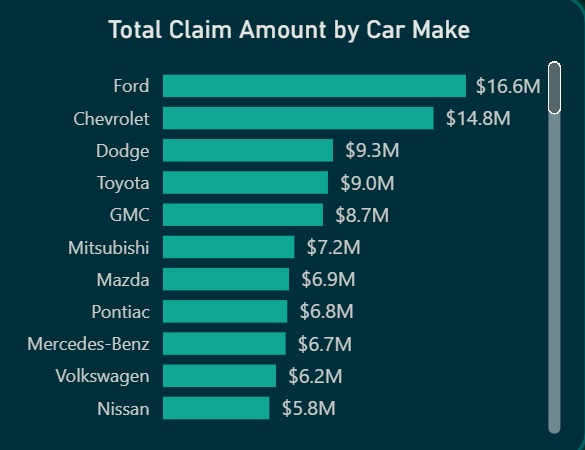 Total Claim Amount by Car Make
Ford $16.6M
Chevrolet $14.8M
Dodge $9.3M
Toyota $9.0M
GMC $8.7M
Mitsubishi $7.2M
Mazda $6.9M
Pontiac $6.8M
Mercedes-Benz $6.7M
Volkswagen $6.2M
Nissan $5.8M